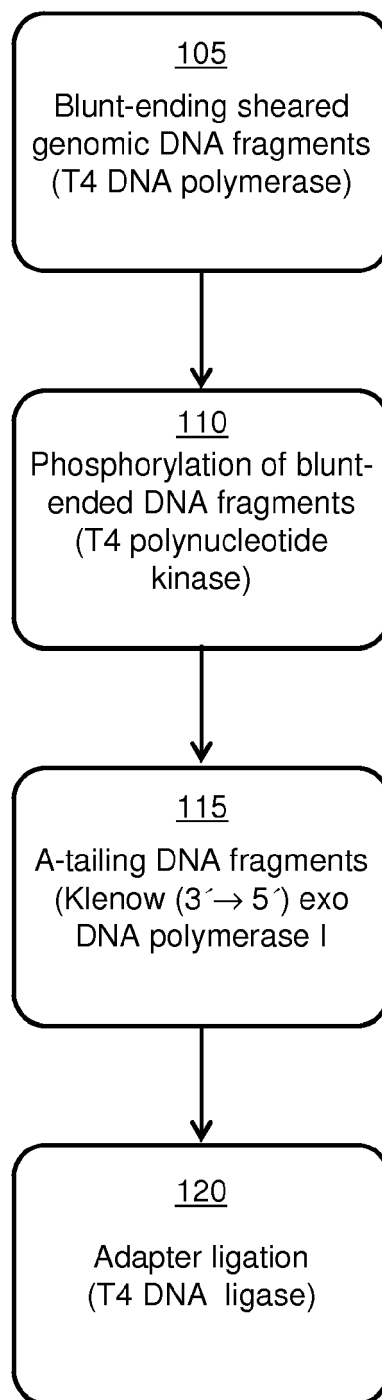 105
Blunt-ending sheared
genomic DNA fragments
(T4 DNA polymerase)
110
Phosphorylation of blunt-
ended DNA fragments
(T4 polynucleotide
kinase)
115
A-tailing DNA fragments
(Klenow (3´→ 5´) exo
DNA polymerase I
120
Adapter ligation
(T4 DNA ligase)